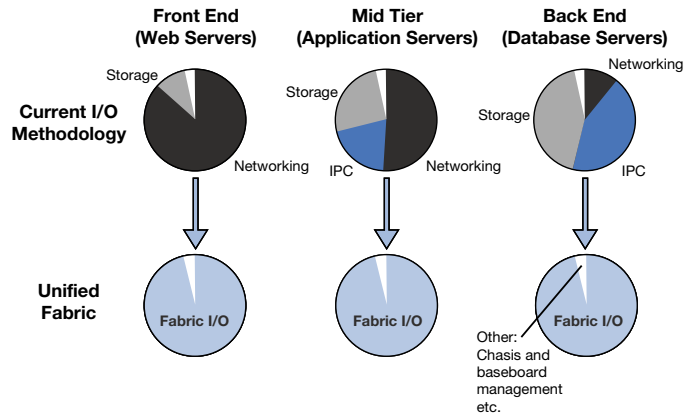 Front End
(Web Servers)
Mid Tier
(Application Servers)
Back End
(Database Servers)
Current I/O
Methodology
Storage
Networking
Storage
IPC
Networking
Networking
Storage
IPC
Unified
Fabric
Fabric I/O
Fabric I/O
Fabric I/O
Other:
Chasis and
baseboard
management
etc.